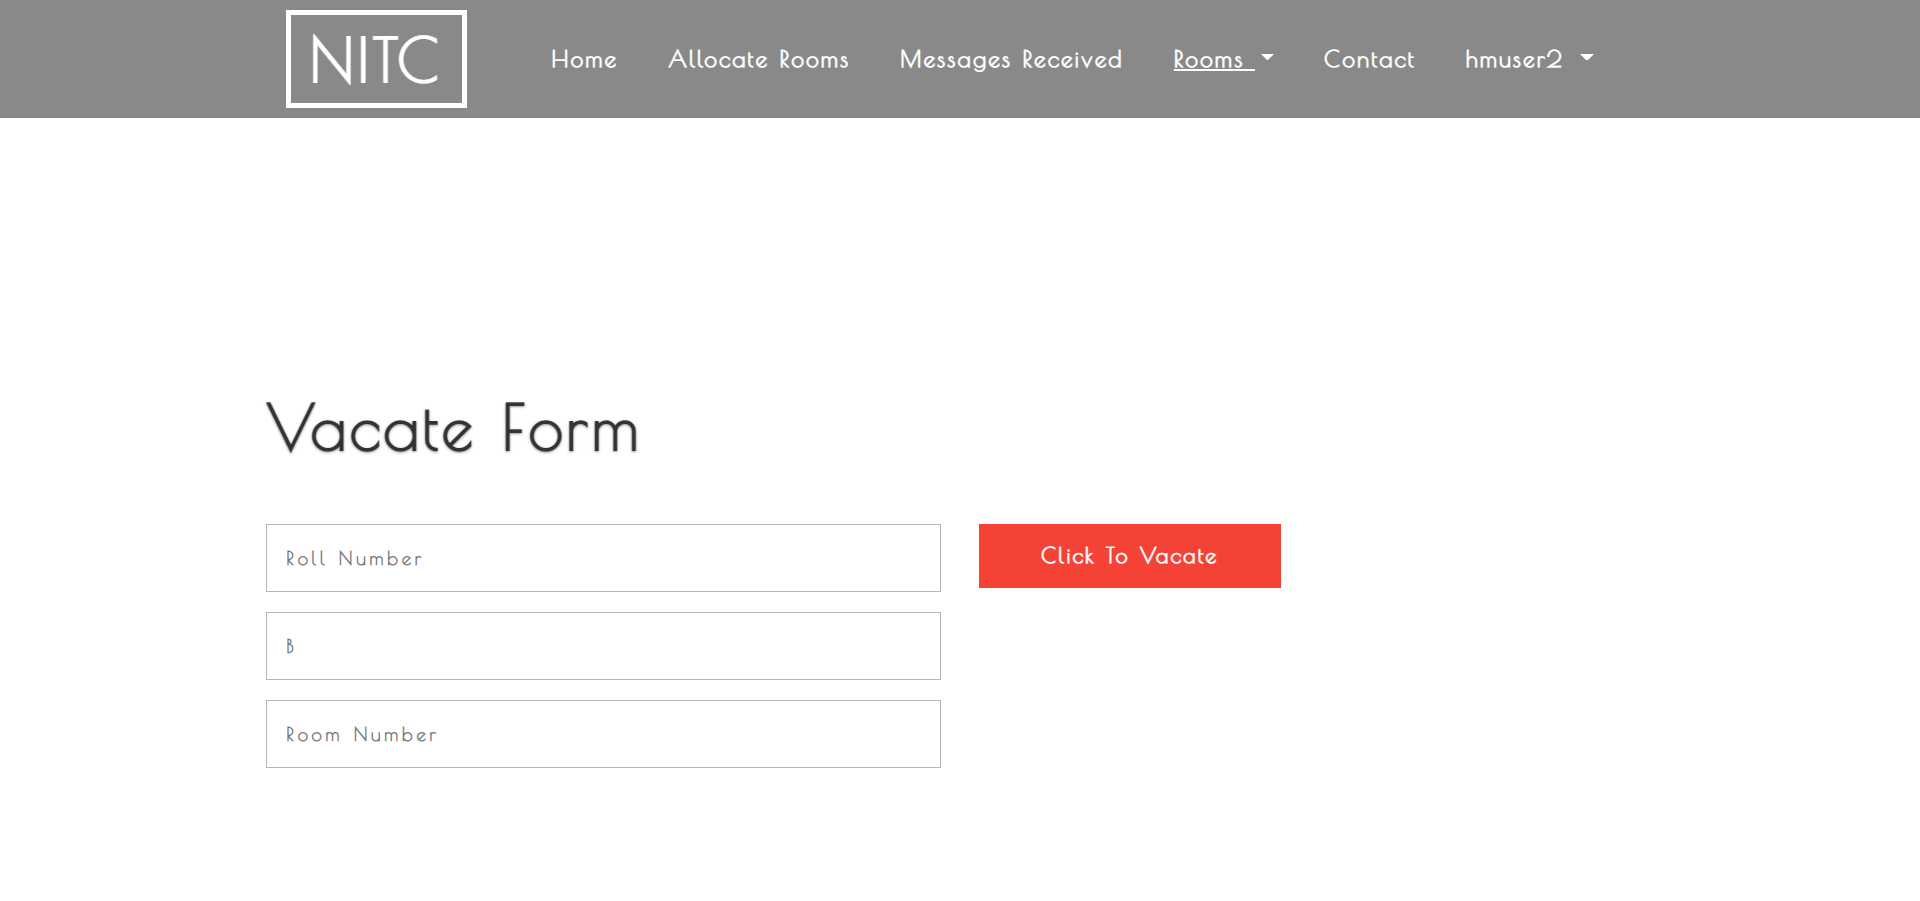 NITC
Home Allocate Rooms Messages Received Rooms Contact hmuser2
Vacate Form
Roll Number
Click To Vacate
B
Room Number